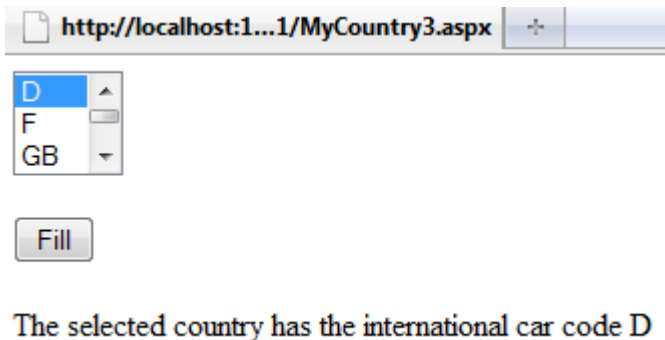 http://localhost:1...1/MyCountry3.aspx
D
F
GB
Fill
The selected country has the international car code D